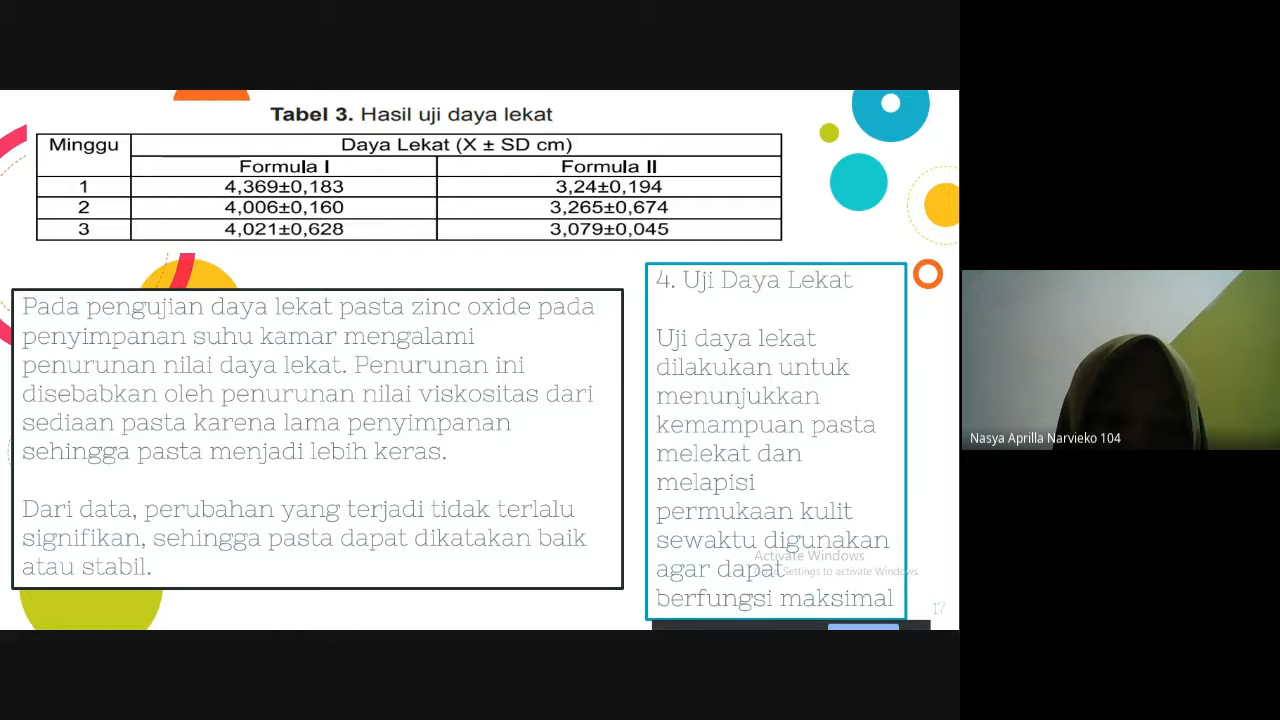 Tabel 3. Hasil uji daya lekat
Minggu Daya Lekat (X ± SD cm)
Formula I Formula II
1 4,369±0,183 3,24±0,194
2 4,006±0,160 3,265±0,674
3 4,021±0,628 3,079±0,045
Pada pengujian daya lekat pasta zinc oxide pada
penyimpanan suhu kamar mengalami
penurunan nilai daya lekat. Penurunan ini
disebabkan oleh penurunan nilai viskositas dari
sediaan pasta karena lama penyimpanan
sehingga pasta menjadi lebih keras.
Dari data, perubahan yang terjadi tidak terlalu
signifikan, sehingga pasta dapat dikatakan baik
atau stabil.
4. Uji Daya Lekat
Uji daya lekat
dilakukan untuk
menunjukkan
kemampuan pasta
melekat dan
melapisi
permukaan kulit
sewaktu digunakan
agar dapat
berfungsi maksimal
Activate Windows
Settings to activate Windows.
17
Nasya Aprilla Narvieko 104